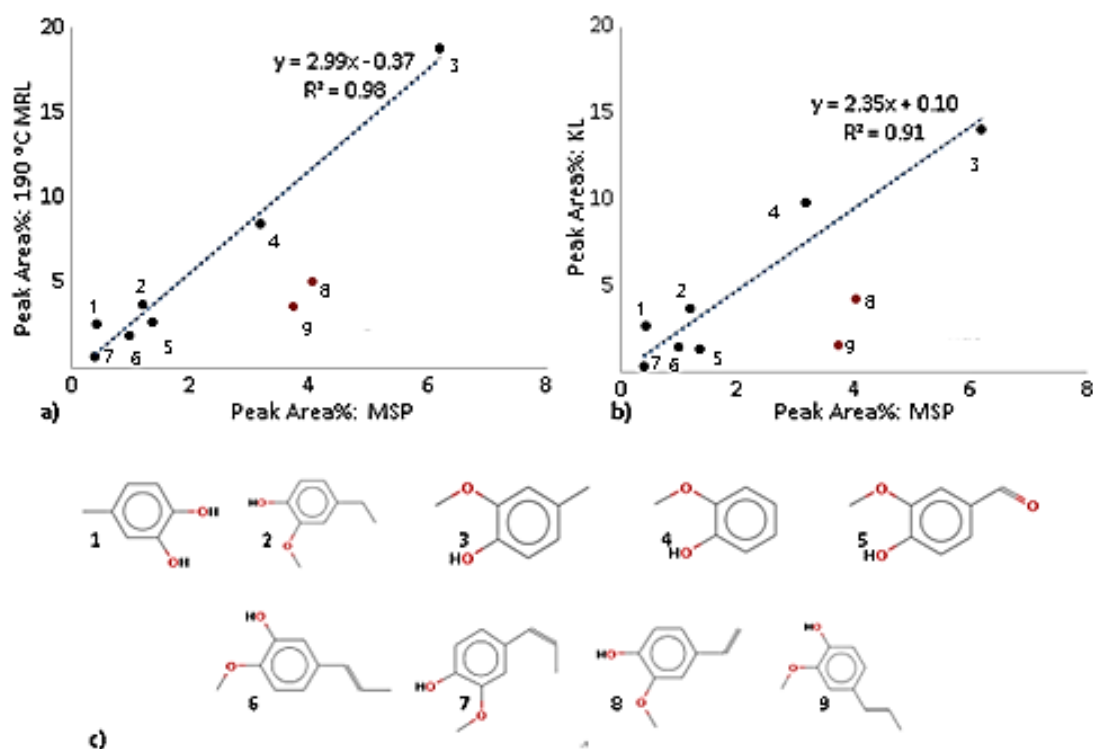 20
15
10
5
0
2
4
6
8
Peak Area%: 190 ºC MRL
Peak Area%: MSP
y = 2.99x - 0.37
R² = 0.98
1
2
3
4
5
6
7
8
9
a)
20
15
10
5
0
2
4
6
8
Peak Area%: KL
Peak Area%: MSP
y = 2.35x + 0.10
R² = 0.91
1
2
3
4
5
6
7
8
9
b)
OH
OH
1
HO
O
2
O
HO
3
O
HO
4
O
O
HO
5
HO
O
6
HO
O
7
HO
O
8
HO
O
9
c)